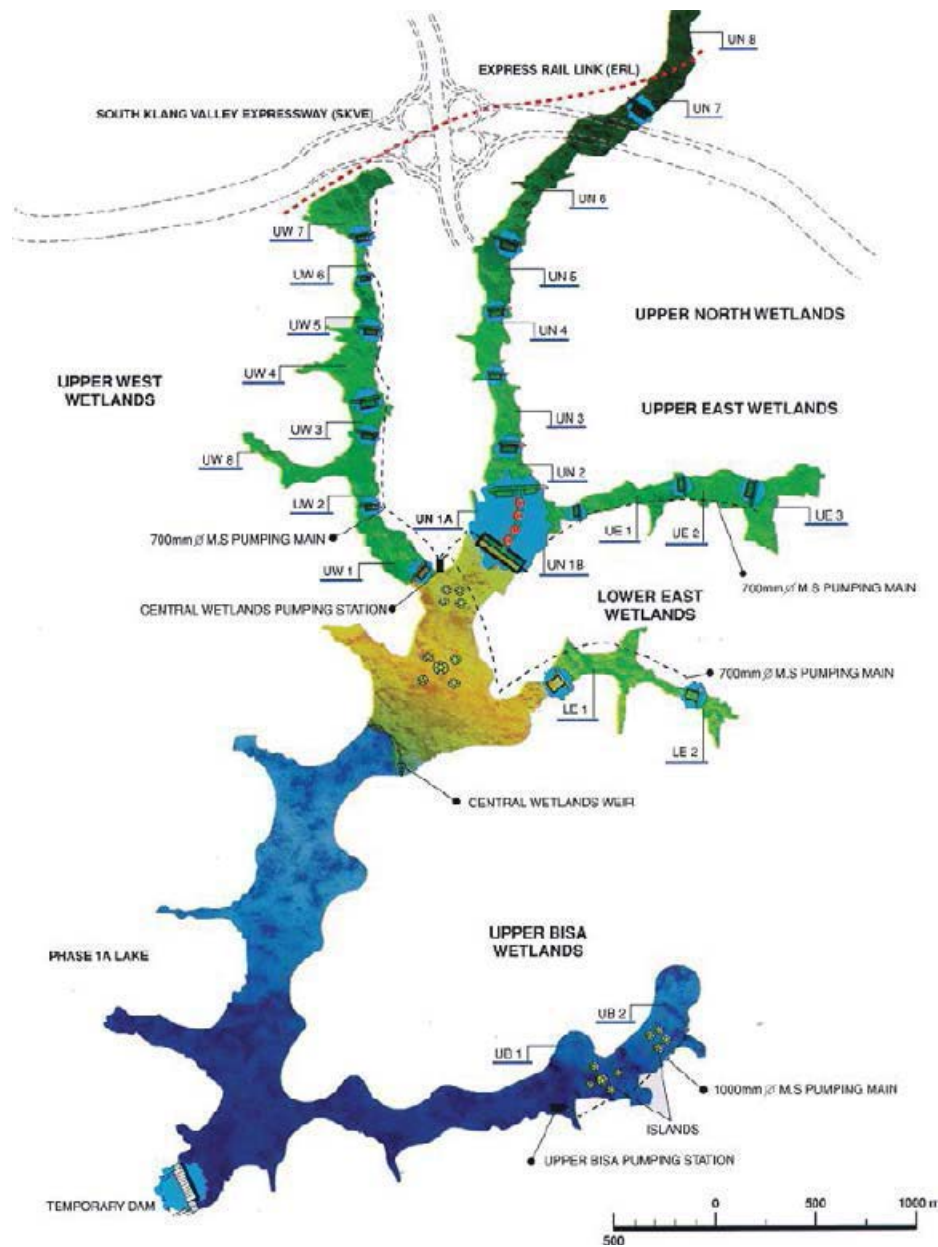 UN 8
EXPRESS RAIL LINK (ERL)
UN 7
SOUTH KLANG VALLEY EXPRESSWAY (SKVE)
UN 6
UW 7
UW 6
UN 5
UW 5
UN 4
UPPER NORTH WETLANDS
UW 4
UPPER WEST
WETLANDS
UPPER EAST WETLANDS
UN 3
UW 3
UW 8
UN 2
UW 2
UN 1A
UE 1
UE 2
UE 3
700mm Ø M.S PUMPING MAIN
UW 1
UN 1B
700mm Ø M.S PUMPING MAIN
CENTRAL WETLANDS PUMPING STATION
LOWER EAST
WETLANDS
700mm Ø M.S PUMPING MAIN
LE 1
LE 2
CENTRAL WETLANDS WEIR
UPPER BISA
WETLANDS
PHASE 1A LAKE
UB 2
UB 1
1000mm Ø M.S PUMPING MAIN
ISLANDS
UPPER BISA PUMPING STATION
TEMPORARY DAM
0 500 1000 m
500